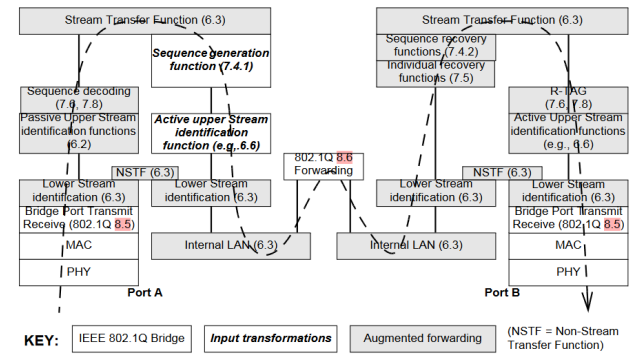 Stream Transfer Function (6.3)
Sequence generation
function (7.4.1)
Sequence decoding
(7.6, 7.8)
Passive Upper Stream
identification functions
(6.2)
Active upper Stream
identification
function (e.g,.6.6)
NSTF (6.3)
Lower Stream
identification (6.3)
Lower Stream
identification (6.3)
Bridge Port Transmit
Receive (802.1Q 8.5)
MAC
PHY
Internal LAN (6.3)
Port A
802.1Q 8.6
Forwarding
Stream Transfer Function (6.3)
Sequence recovery
functions (7.4.2)
Individual recovery
functions (7.5)
R-TAG
(7.6, 7.8)
Active Upper Stream
identification functions
(e.g., 6.6)
NSTF (6.3)
Lower Stream
identification (6.3)
Lower Stream
identification (6.3)
Internal LAN (6.3)
Bridge Port Transmit
Receive (802.1Q 8.5)
MAC
PHY
Port B
KEY:
IEEE 802.1Q Bridge
Input transformations
Augmented forwarding
(NSTF = Non-Stream
Transfer Function)